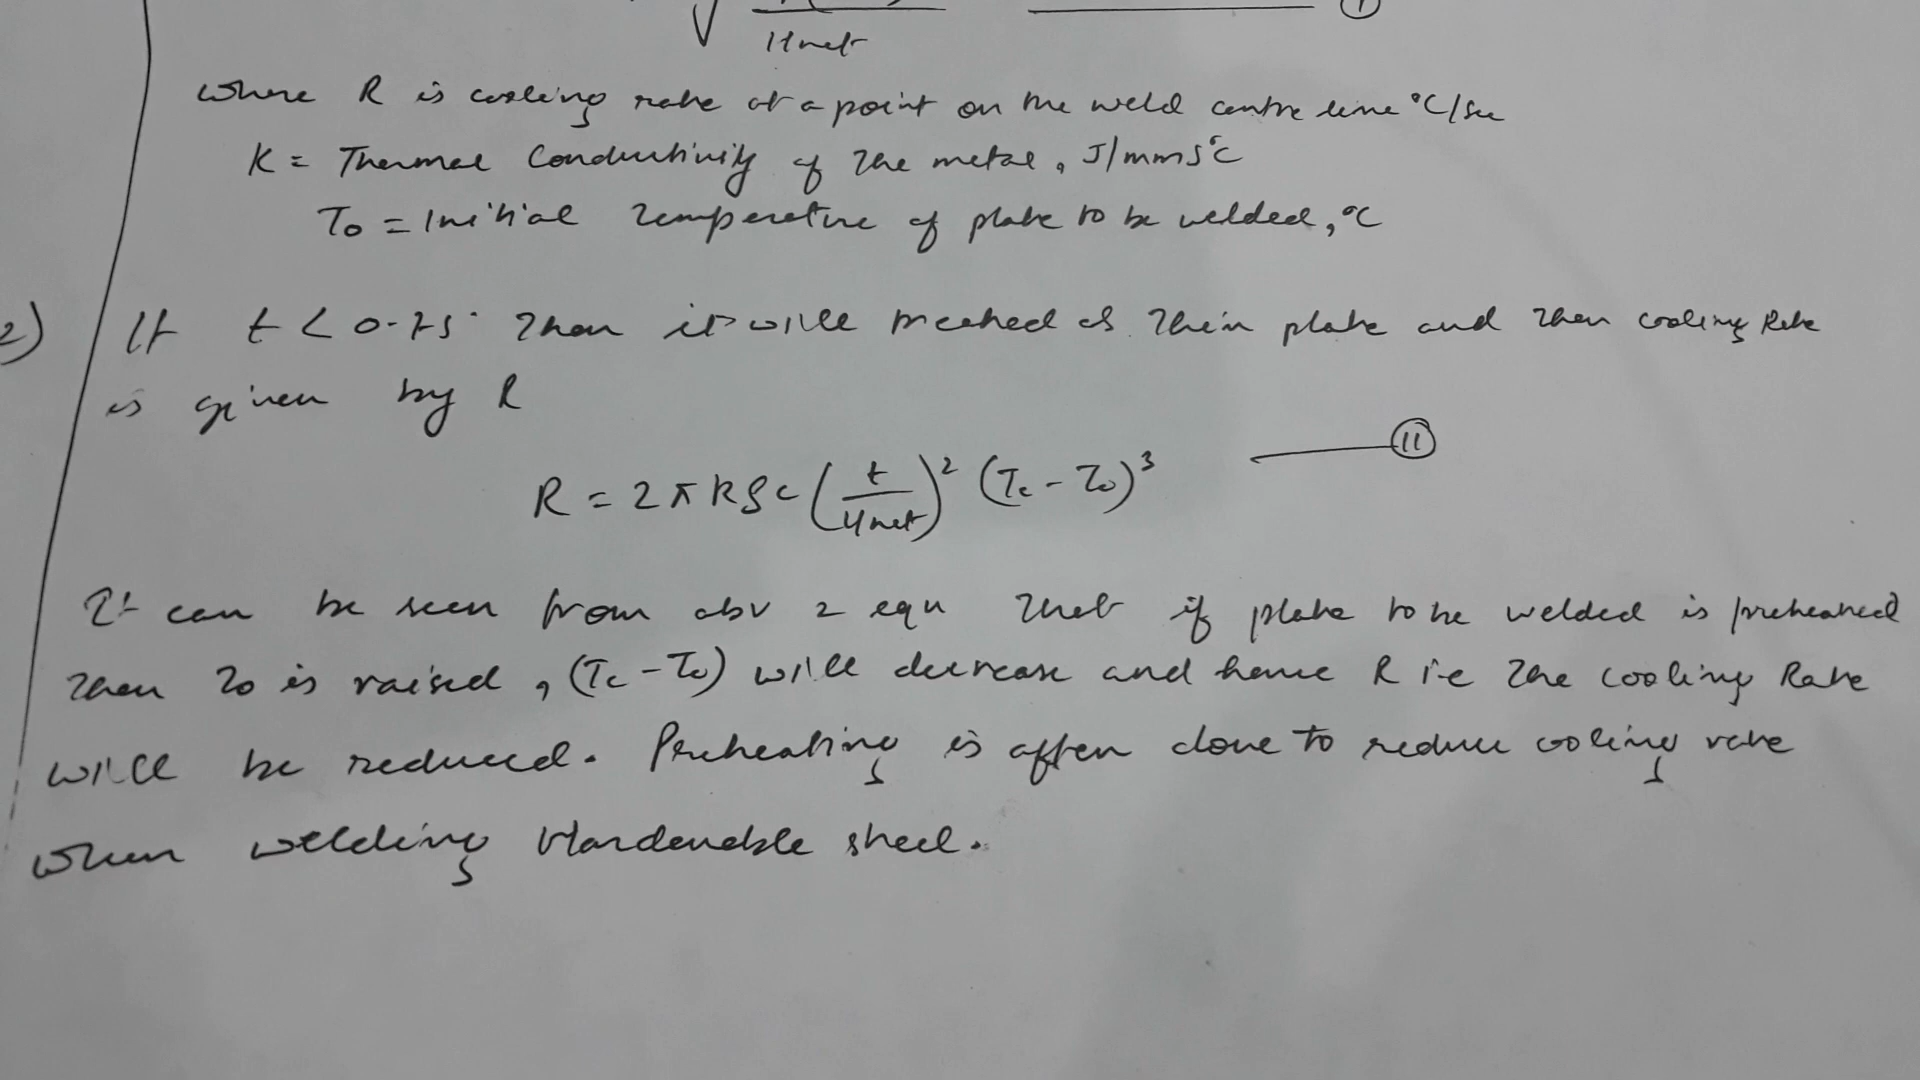 √ Hnet ——— (1)
where R is cooling rate at a point on the weld centre line °C/sec
K = Thermal Conductivity of the metal, J/mms°C
To = Initial temperature of plate to be welded, °C
2) If t < 0.75 then it will treated as thin plate and then cooling Rate
is given by R
R = 2πkρc (t/Hnet)² (Tc - To)³ ——— (11)
It can be seen from abv 2 equ that if plate to be welded is preheated
then To is raised, (Tc - To) will decrease and hence R i.e the cooling Rate
will be reduced. Preheating is often done to reduce cooling rate
when welding Hardenable steel.